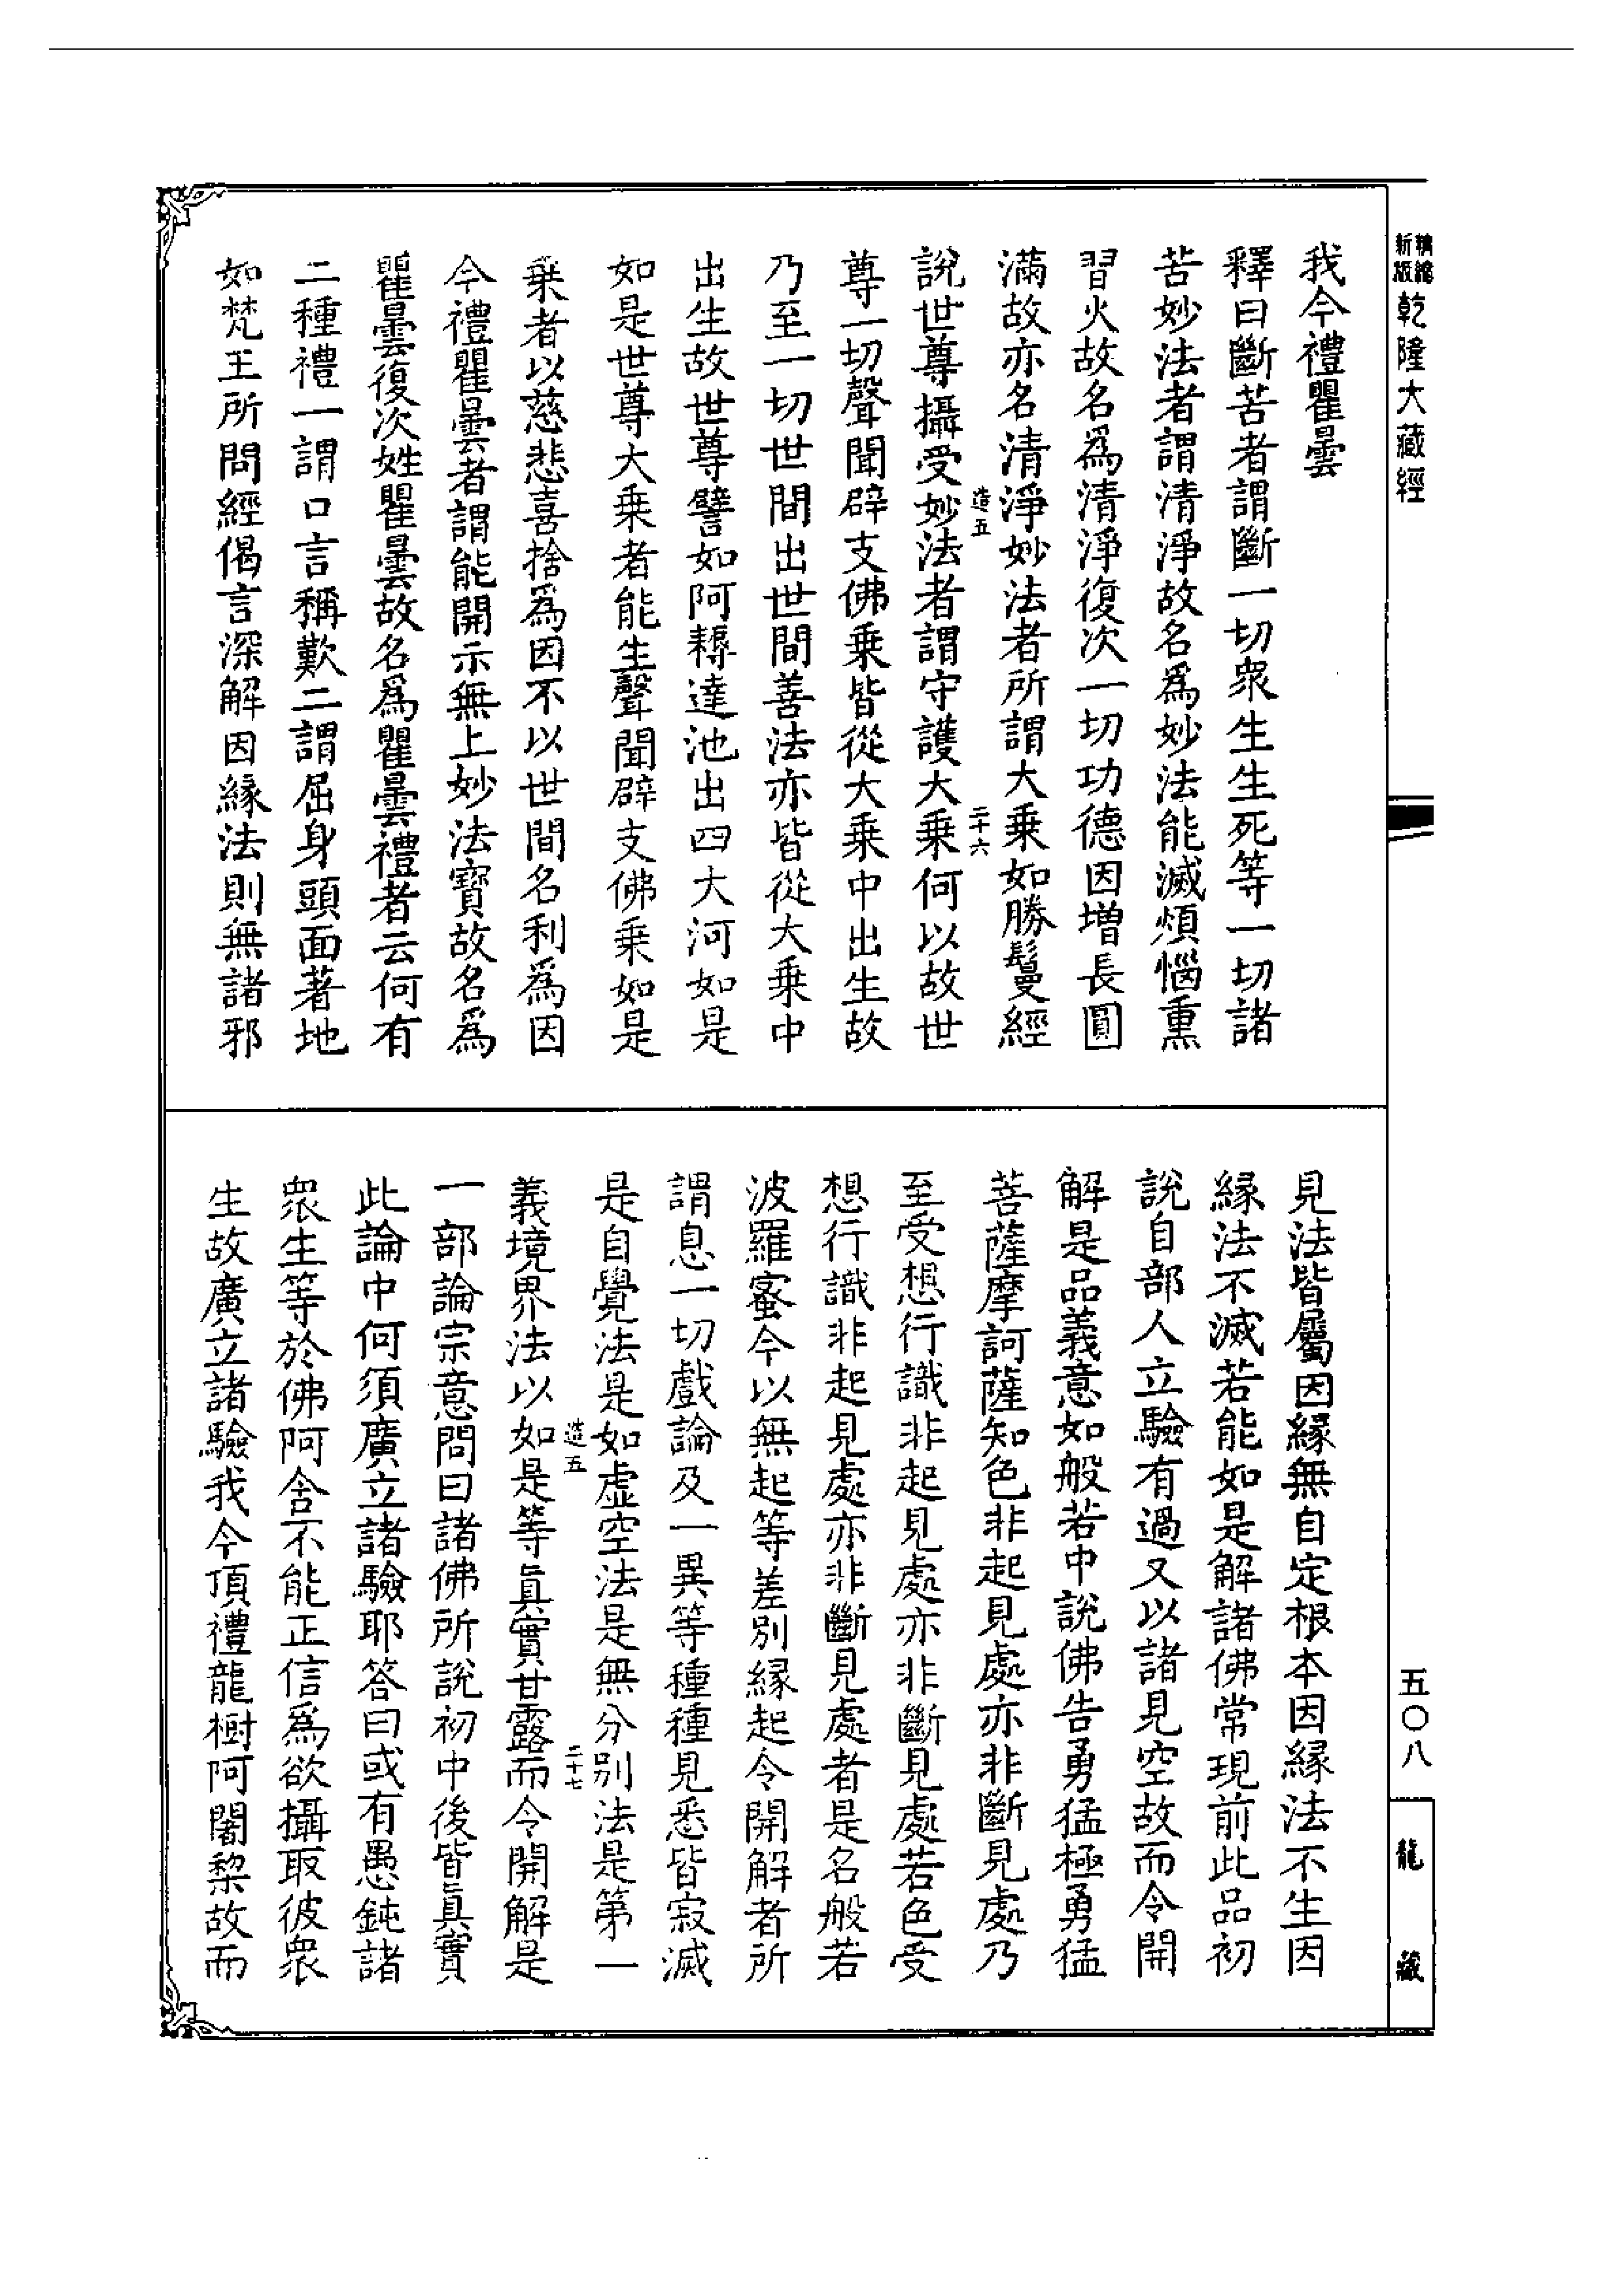 新編縮版乾隆大藏經
我今禮瞿曇
釋曰斷苦者謂斷一切衆生生死等一切諸
苦妙法者謂清淨故名爲妙法能滅煩惱熏
習火故名爲清淨復次一切功德因增長圓
滿故亦名清淨妙法者所謂大乗如勝鬘經
造五 二十六
說世尊攝受妙法者謂守護大乗何以故世
尊一切聲聞辟支佛乗皆從大乗中出生故
乃至一切世間出世間善法亦皆從大乗中
出生故世尊譬如阿耨達池出四大河如是
如是世尊大乗者能生聲聞辟支佛乗如是
乗者以慈悲喜捨爲因不以世間名利爲因
今禮瞿曇者謂能開示無上妙法寶故名爲
瞿曇復次姓瞿曇故名爲瞿曇禮者云何有
二種禮一謂口言稱歎二謂屈身頭面著地
如梵王所問經偈言深解因緣法則無諸邪
見法皆屬因緣無自定根本因緣法不生因
緣法不滅若能如是解諸佛常現前此品初
說自部人立驗有過又以諸見空故而令開
解是品義意如般若中說佛告勇猛極勇猛
菩薩摩訶薩知色非起見處亦非斷見處乃
至受想行識非起見處亦非斷見處若色受
想行識非起見處亦非斷見處者是名般若
波羅蜜今以無起等差別緣起令開解者所
謂息一切戲論及一異等種種見悉皆寂滅
是自覺法是如虛空法是無分別法是第一
造五 二十七
義境界法以如是等眞實甘露而令開解是
一部論宗意問曰諸佛所說初中後皆眞實
此論中何須廣立諸驗耶答曰或有愚鈍諸
衆生等於佛阿含不能正信爲欲攝取彼衆
生故廣立諸驗我今頂禮龍樹阿闍棃故而
五〇八
龍藏